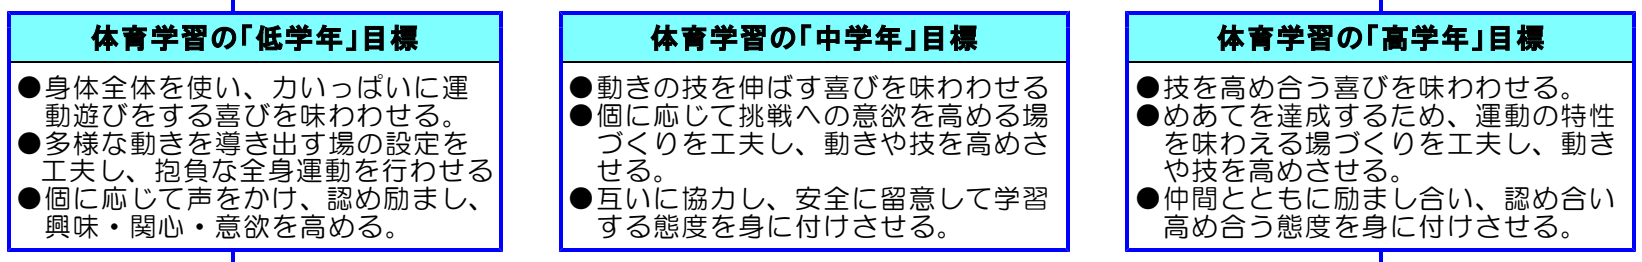 体育学習の「低学年」目標
●身体全体を使い、力いっぱいに運
動遊びをする喜びを味わわせる。
●多様な動きを導き出す場の設定を
工夫し、抱負な全身運動を行わせる
●個に応じて声をかけ、認め励まし、
興味・関心・意欲を高める。
体育学習の「中学年」目標
●動きの技を伸ばす喜びを味わわせる
●個に応じて挑戦への意欲を高める場
づくりを工夫し、動きや技を高めさ
せる。
●互いに協力し、安全に留意して学習
する態度を身に付けさせる。
体育学習の「高学年」目標
●技を高め合う喜びを味わわせる。
●めあてを達成するため、運動の特性
を味わえる場づくりを工夫し、動き
や技を高めさせる。
●仲間とともに励まし合い、認め合い
高め合う態度を身に付けさせる。